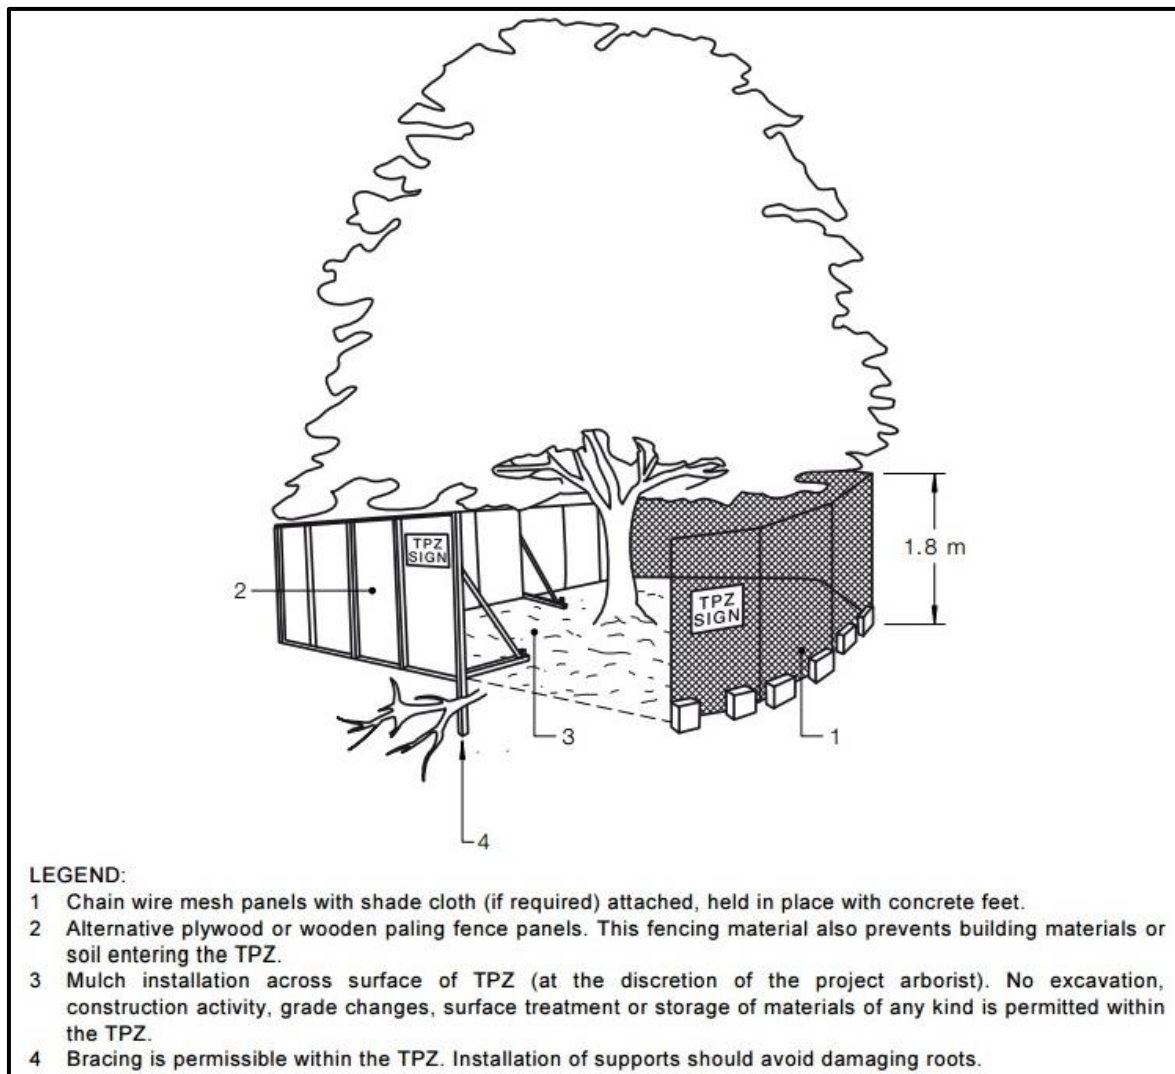 TPZ
SIGN
1.8 m
2
TPZ
SIGN
3
1
4
LEGEND:
1 Chain wire mesh panels with shade cloth (if required) attached, held in place with concrete feet.
2 Alternative plywood or wooden paling fence panels. This fencing material also prevents building materials or
soil entering the TPZ.
3 Mulch installation across surface of TPZ (at the discretion of the project arborist). No excavation,
construction activity, grade changes, surface treatment or storage of materials of any kind is permitted within
the TPZ.
4 Bracing is permissible within the TPZ. Installation of supports should avoid damaging roots.